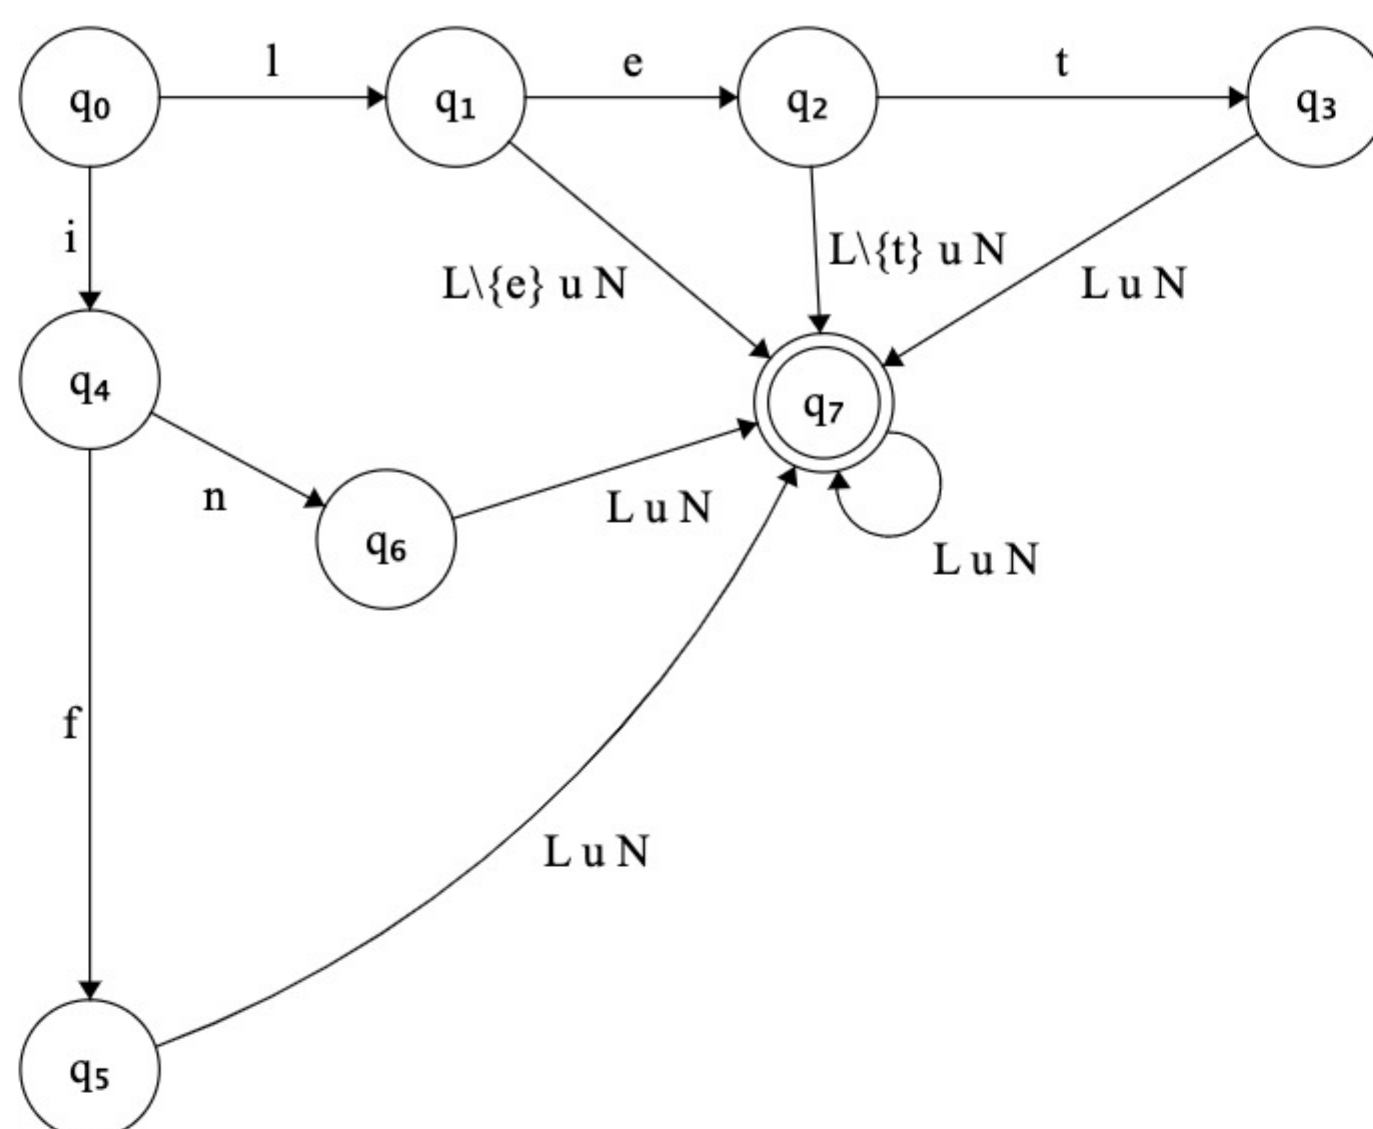 l
e
t
q₀
q₁
q₂
q₃
i
L\{t} u N
L\{e} u N
L u N
q₄
q₇
n
L u N
q₆
L u N
f
L u N
q₅